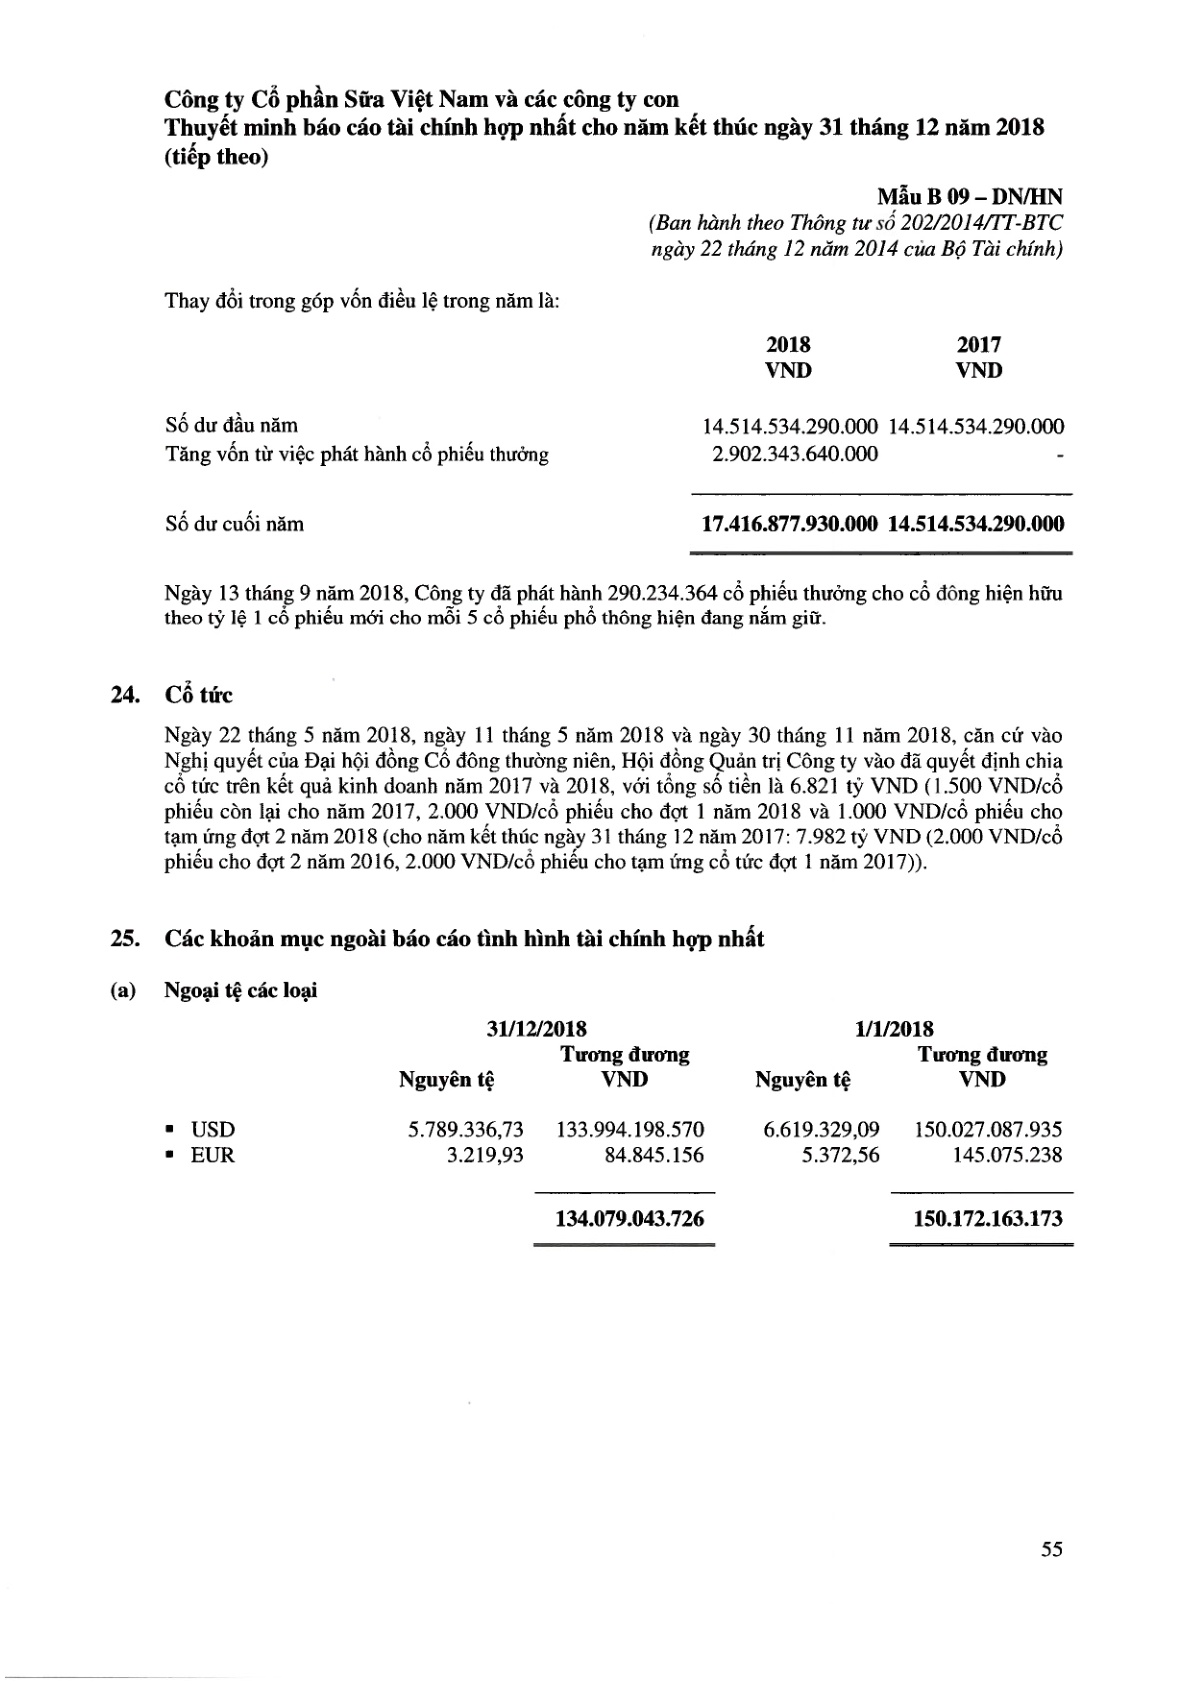 Công ty Cổ phần Sữa Việt Nam và các công ty con
Thuyết minh báo cáo tài chính hợp nhất cho năm kết thúc ngày 31 tháng 12 năm 2018
(tiếp theo)
Mẫu B 09 – DN/HN
(Ban hành theo Thông tư số 202/2014/TT-BTC
ngày 22 tháng 12 năm 2014 của Bộ Tài chính)
Thay đổi trong góp vốn điều lệ trong năm là:
2018 2017
VND VND
Số dư đầu năm 14.514.534.290.000 14.514.534.290.000
Tăng vốn từ việc phát hành cổ phiếu thưởng 2.902.343.640.000 -
Số dư cuối năm 17.416.877.930.000 14.514.534.290.000
Ngày 13 tháng 9 năm 2018, Công ty đã phát hành 290.234.364 cổ phiếu thưởng cho cổ đông hiện hữu
theo tỷ lệ 1 cổ phiếu mới cho mỗi 5 cổ phiếu phổ thông hiện đang nắm giữ.
24. Cổ tức
Ngày 22 tháng 5 năm 2018, ngày 11 tháng 5 năm 2018 và ngày 30 tháng 11 năm 2018, căn cứ vào
Nghị quyết của Đại hội đồng Cổ đông thường niên, Hội đồng Quản trị Công ty vào đã quyết định chia
cổ tức trên kết quả kinh doanh năm 2017 và 2018, với tổng số tiền là 6.821 tỷ VND (1.500 VND/cổ
phiếu còn lại cho năm 2017, 2.000 VND/cổ phiếu cho đợt 1 năm 2018 và 1.000 VND/cổ phiếu cho
tạm ứng đợt 2 năm 2018 (cho năm kết thúc ngày 31 tháng 12 năm 2017: 7.982 tỷ VND (2.000 VND/cổ
phiếu cho đợt 2 năm 2016, 2.000 VND/cổ phiếu cho tạm ứng cổ tức đợt 1 năm 2017)).
25. Các khoản mục ngoài báo cáo tình hình tài chính hợp nhất
(a) Ngoại tệ các loại
31/12/2018 1/1/2018
Tương đương Tương đương
Nguyên tệ VND Nguyên tệ VND
▪ USD 5.789.336,73 133.994.198.570 6.619.329,09 150.027.087.935
▪ EUR 3.219,93 84.845.156 5.372,56 145.075.238
134.079.043.726 150.172.163.173
55